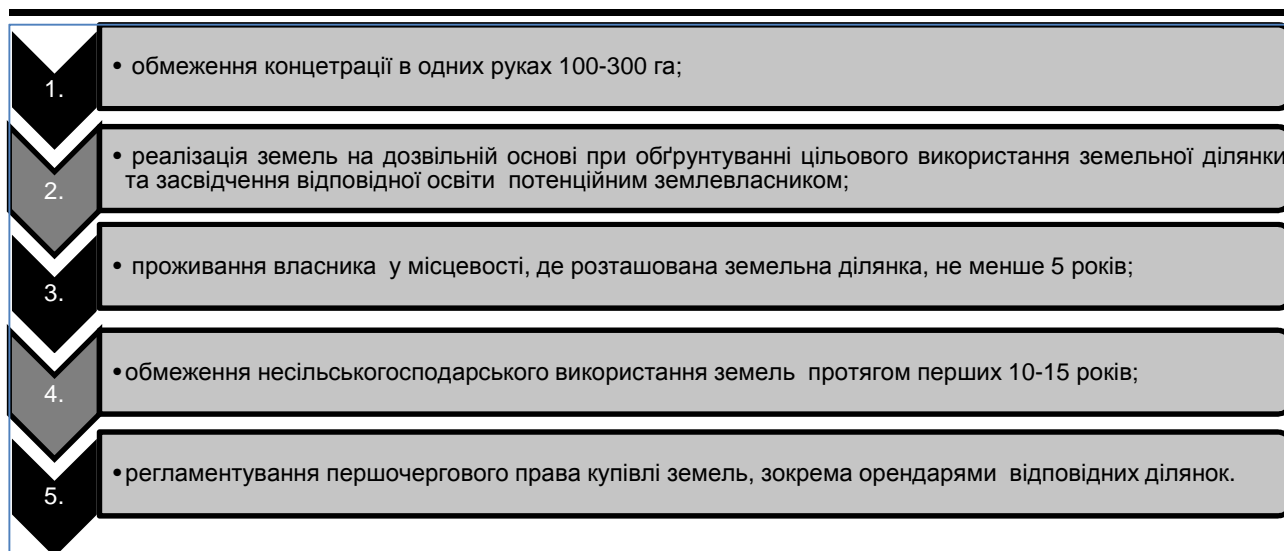 1.
• обмеження концетрації в одних руках 100-300 га;
2.
• реалізація земель на дозвільній основі при обґрунтуванні цільового використання земельної ділянки
та засвідчення відповідної освіти потенційним землевласником;
3.
• проживання власника у місцевості, де розташована земельна ділянка, не менше 5 років;
4.
• обмеження несільськогосподарського використання земель протягом перших 10-15 років;
5.
• регламентування першочергового права купівлі земель, зокрема орендарями відповідних ділянок.